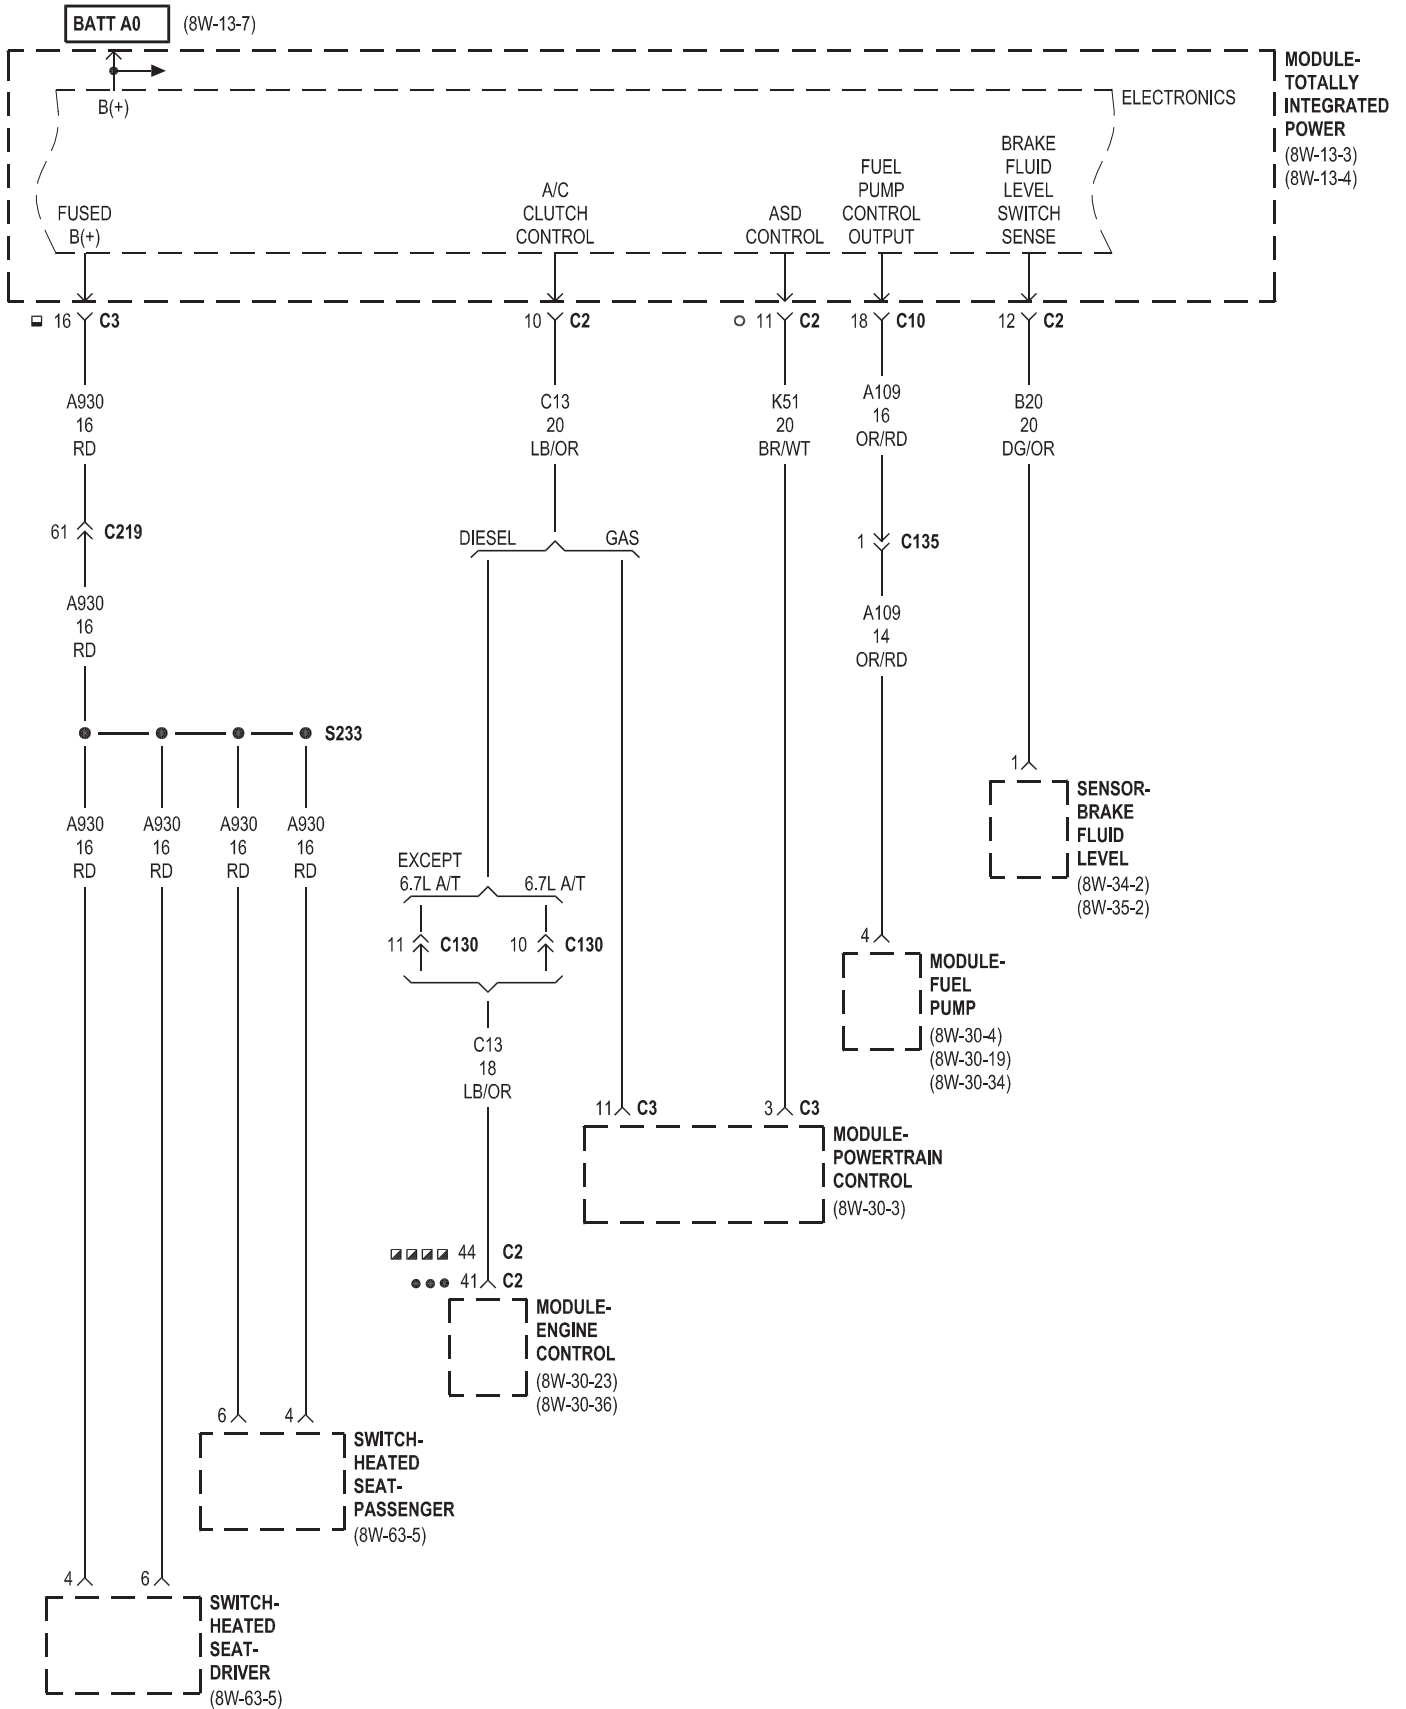 BATT A0 (8W-13-7)
MODULE-
TOTALLY
INTEGRATED
POWER
(8W-13-3)
(8W-13-4)
B(+)
ELECTRONICS
FUSED
B(+)
A/C
CLUTCH
CONTROL
ASD
CONTROL
FUEL
PUMP
CONTROL
OUTPUT
BRAKE
FLUID
LEVEL
SWITCH
SENSE
16 C3
10 C2
11 C2
18 C10
12 C2
A930
16
RD
C13
20
LB/OR
K51
20
BR/WT
A109
16
OR/RD
B20
20
DG/OR
61 C219
DIESEL
GAS
1 C135
A930
16
RD
A109
14
OR/RD
S233
1
SENSOR-
BRAKE
FLUID
LEVEL
(8W-34-2)
(8W-35-2)
A930
16
RD
A930
16
RD
A930
16
RD
A930
16
RD
EXCEPT
6.7L A/T
6.7L A/T
11 C130
10 C130
4
MODULE-
FUEL
PUMP
(8W-30-4)
(8W-30-19)
(8W-30-34)
C13
18
LB/OR
11 C3
3 C3
MODULE-
POWERTRAIN
CONTROL
(8W-30-3)
44 C2
41 C2
MODULE-
ENGINE
CONTROL
(8W-30-23)
(8W-30-36)
6
4
SWITCH-
HEATED
SEAT-
PASSENGER
(8W-63-5)
4
6
SWITCH-
HEATED
SEAT-
DRIVER
(8W-63-5)